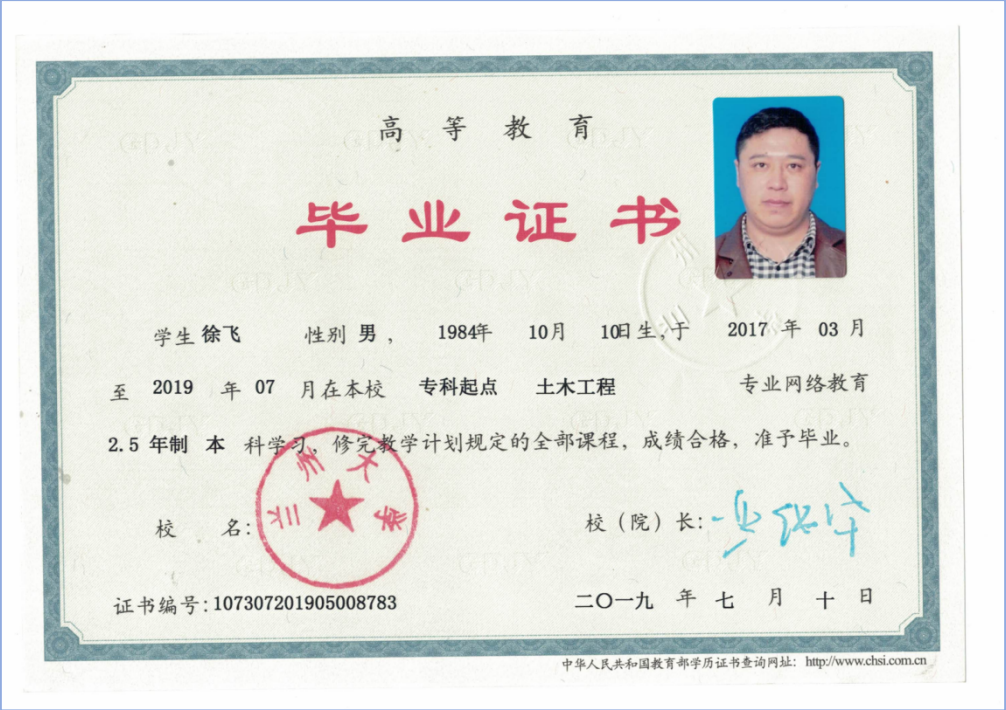 高等教育
毕业证书
学生 徐飞 性别 男 ， 1984年 10月 10日生，于 2017 年 03 月
至 2019 年 07 月在本校 专科起点 土木工程 专业网络教育
2.5 年制 本 科学习，修完教学计划规定的全部课程，成绩合格，准予毕业。
兰州大学
校 名：
校（院）长：
证书编号：107307201905008783
二〇一九 年 七 月 十 日
中华人民共和国教育部学历证书查询网址： http://www.chsi.com.cn